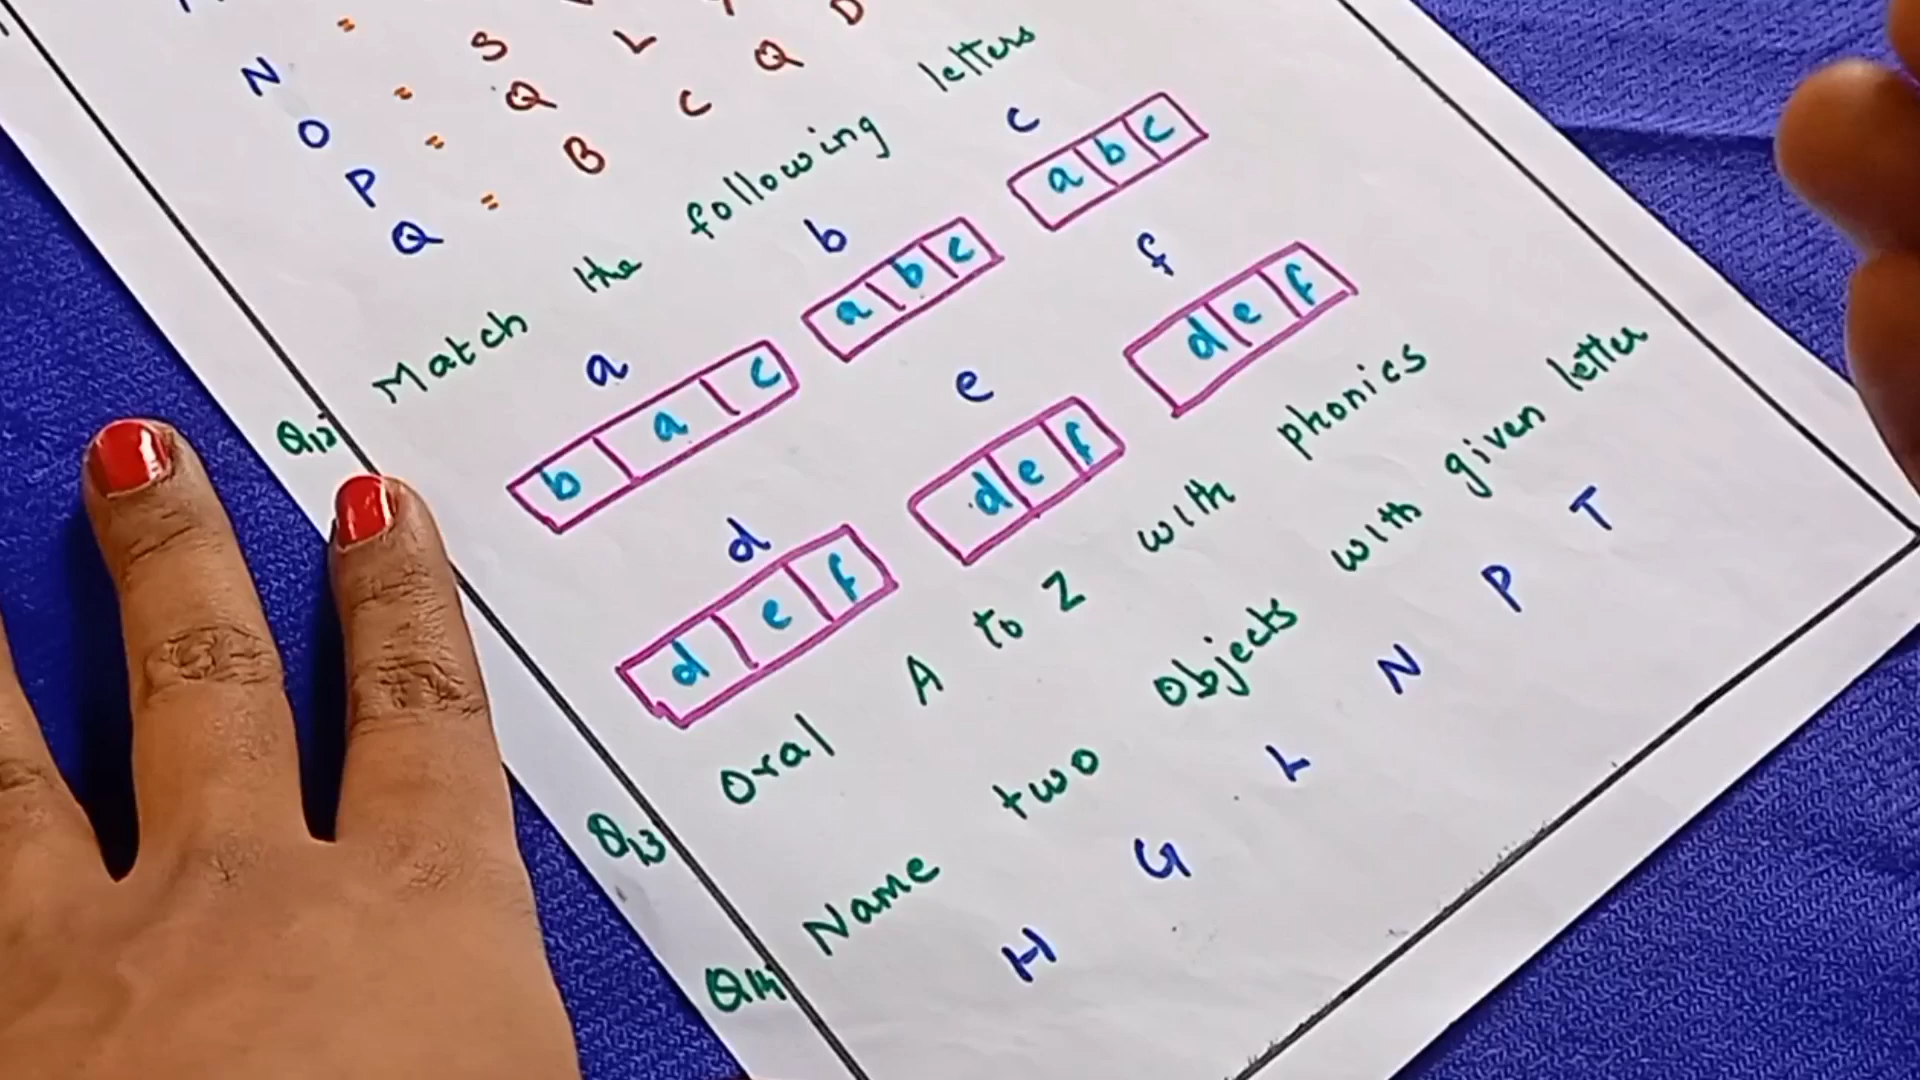 N = S L D
O = Q Q
P = B C
Q =
Q12 Match the following letters
a b c
b a c a b c a b c
d e f
d e f d e f d e f
Q13 Oral A to Z with phonics
Q14 Name two Objects with given letter
H G L N P T